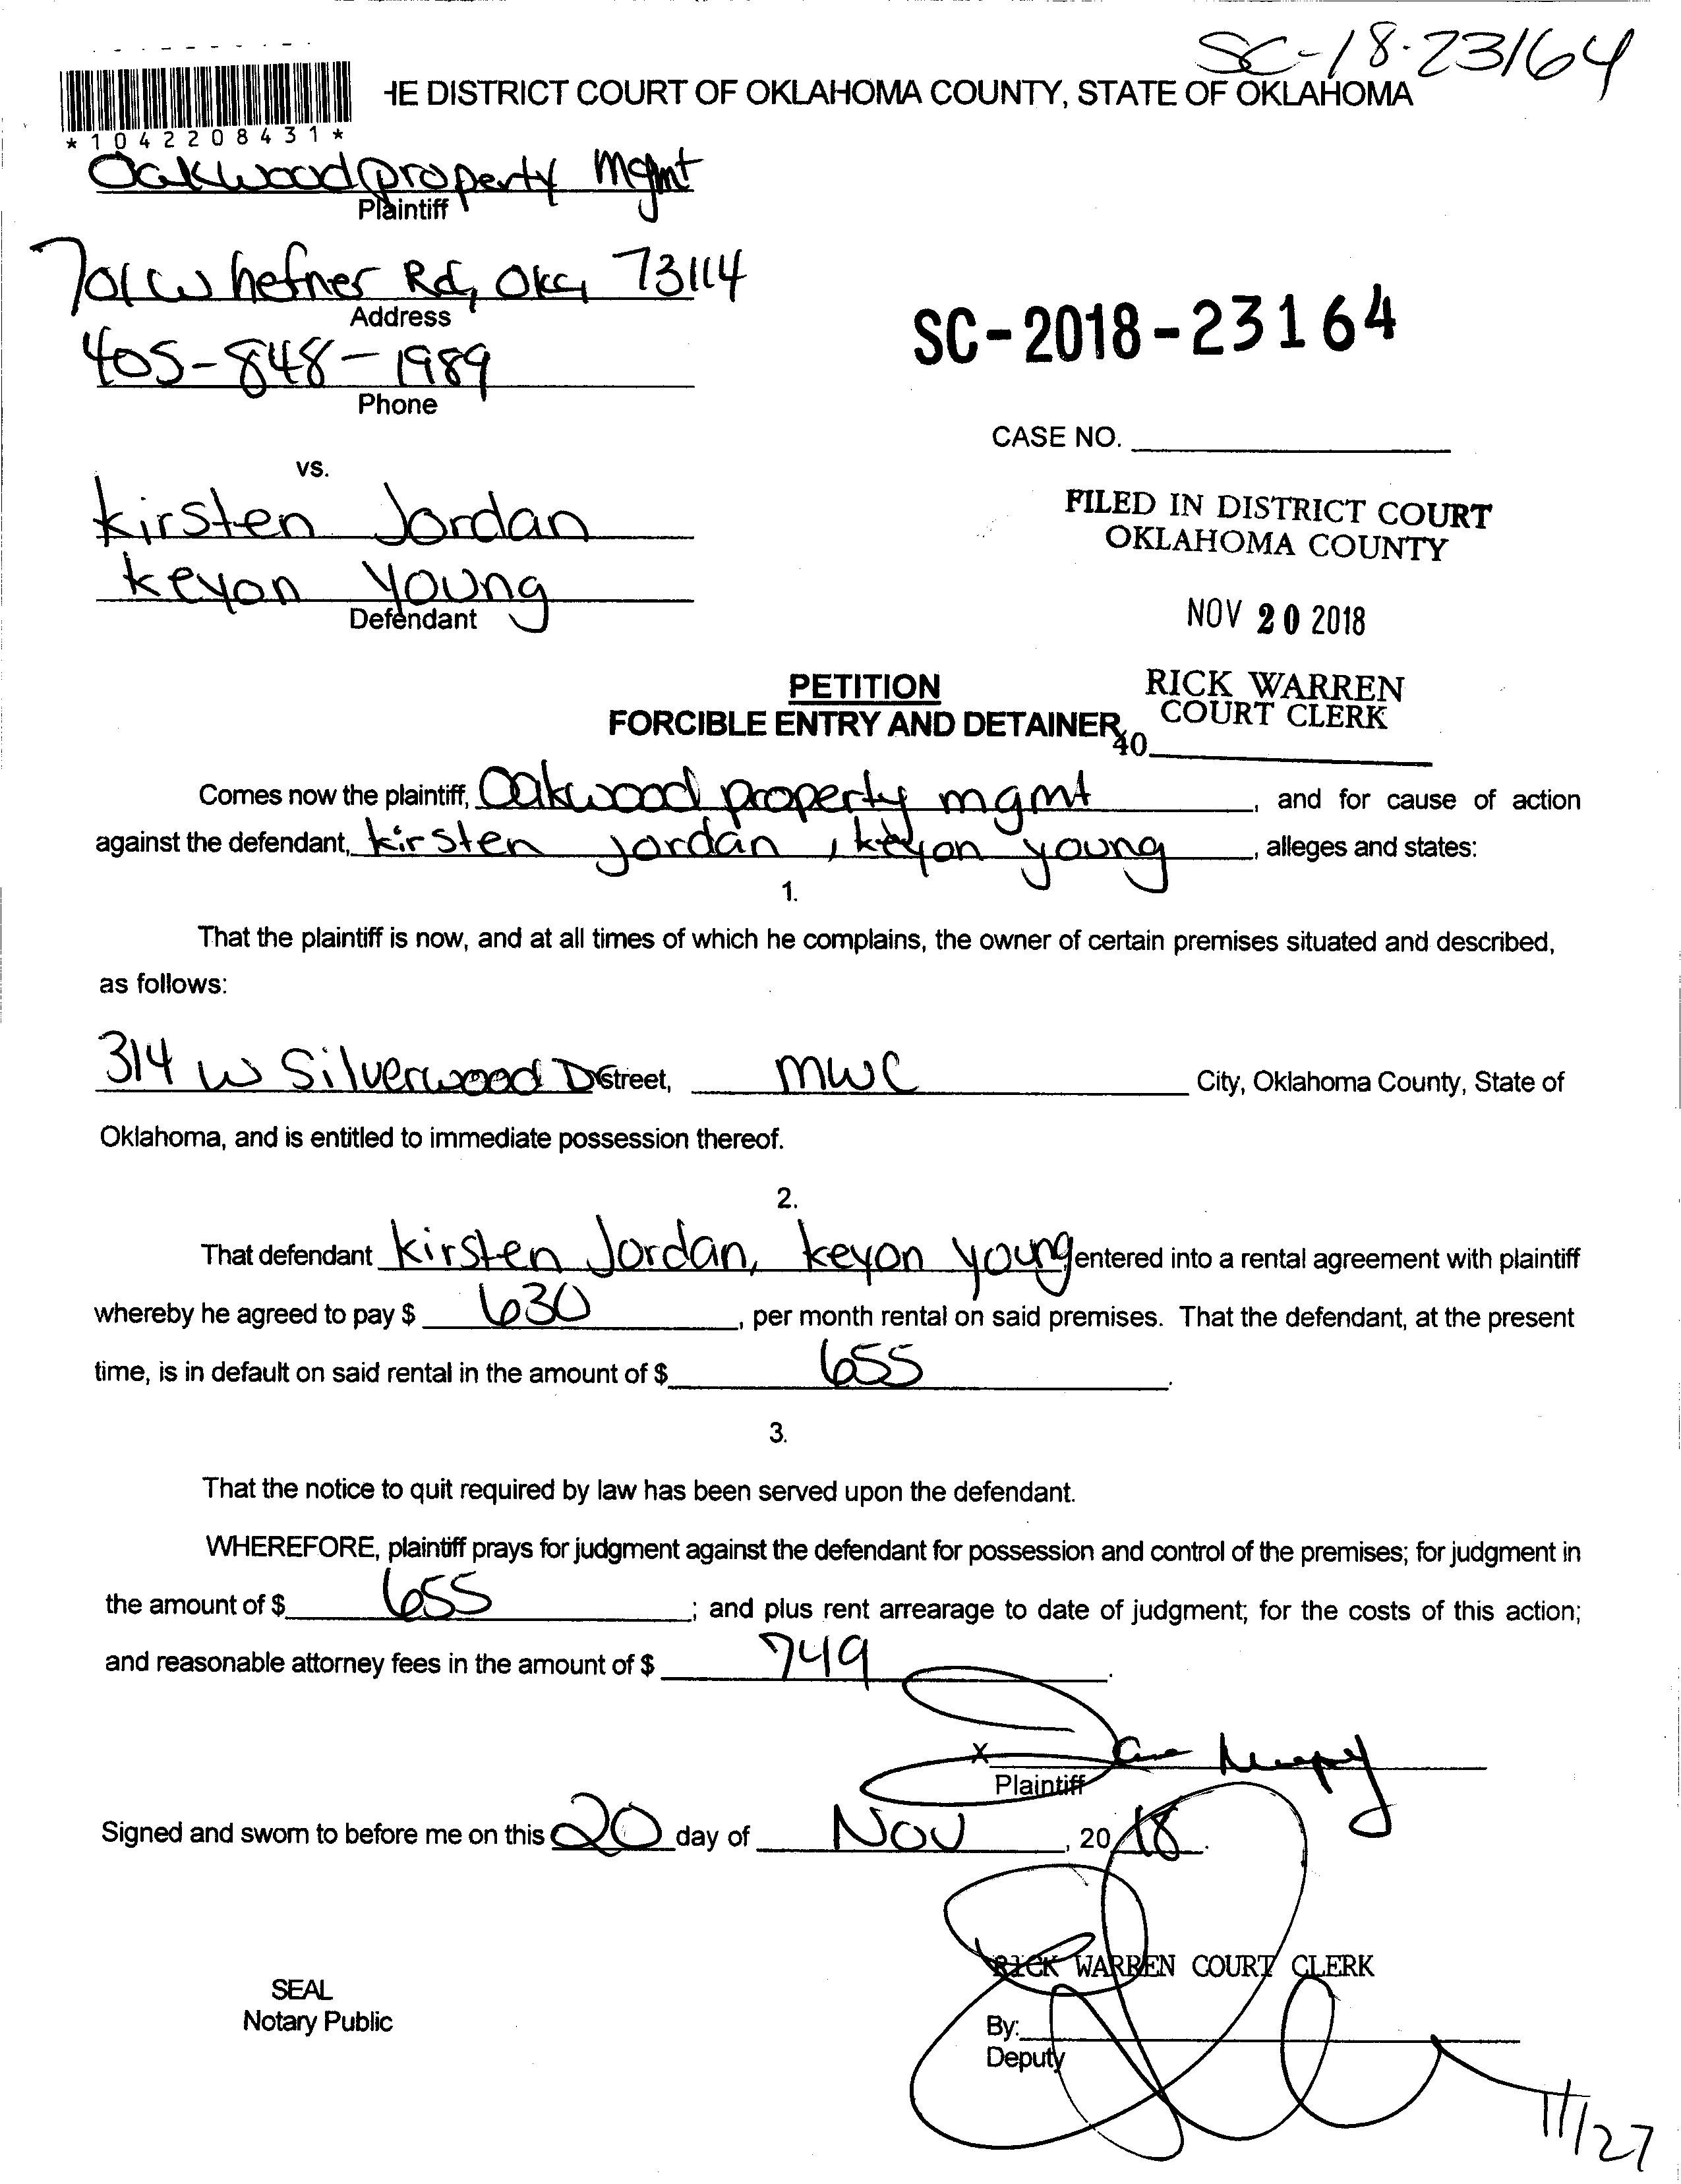 SC-18-23164
HE DISTRICT COURT OF OKLAHOMA COUNTY, STATE OF OKLAHOMA
*1042208431*
Oakwood property Mgmt
Plaintiff
701 W hefner Rd, OKC, 73114
Address
405-848-1989
Phone
SC-2018-23164
CASE NO.
vs.
kirsten Jordan
keyon young
Defendant
FILED IN DISTRICT COURT
OKLAHOMA COUNTY
NOV 20 2018
RICK WARREN
COURT CLERK
40
PETITION
FORCIBLE ENTRY AND DETAINER
Comes now the plaintiff, Oakwood property mgmt, and for cause of action
against the defendant, kirsten jordan, keyon young, alleges and states:
1.
That the plaintiff is now, and at all times of which he complains, the owner of certain premises situated and described,
as follows:
314 W Silverwood Dr Street, MWC City, Oklahoma County, State of
Oklahoma, and is entitled to immediate possession thereof.
2.
That defendant kirsten Jordan, keyon young entered into a rental agreement with plaintiff
whereby he agreed to pay $ 630, per month rental on said premises. That the defendant, at the present
time, is in default on said rental in the amount of $ 655.
3.
That the notice to quit required by law has been served upon the defendant.
WHEREFORE, plaintiff prays for judgment against the defendant for possession and control of the premises; for judgment in
the amount of $ 655; and plus rent arrearage to date of judgment; for the costs of this action;
and reasonable attorney fees in the amount of $ 749.
X
Plaintiff
Signed and sworn to before me on this 20 day of Nov, 20 18.
RICK WARREN COURT CLERK
SEAL
Notary Public
By:
Deputy
11/27